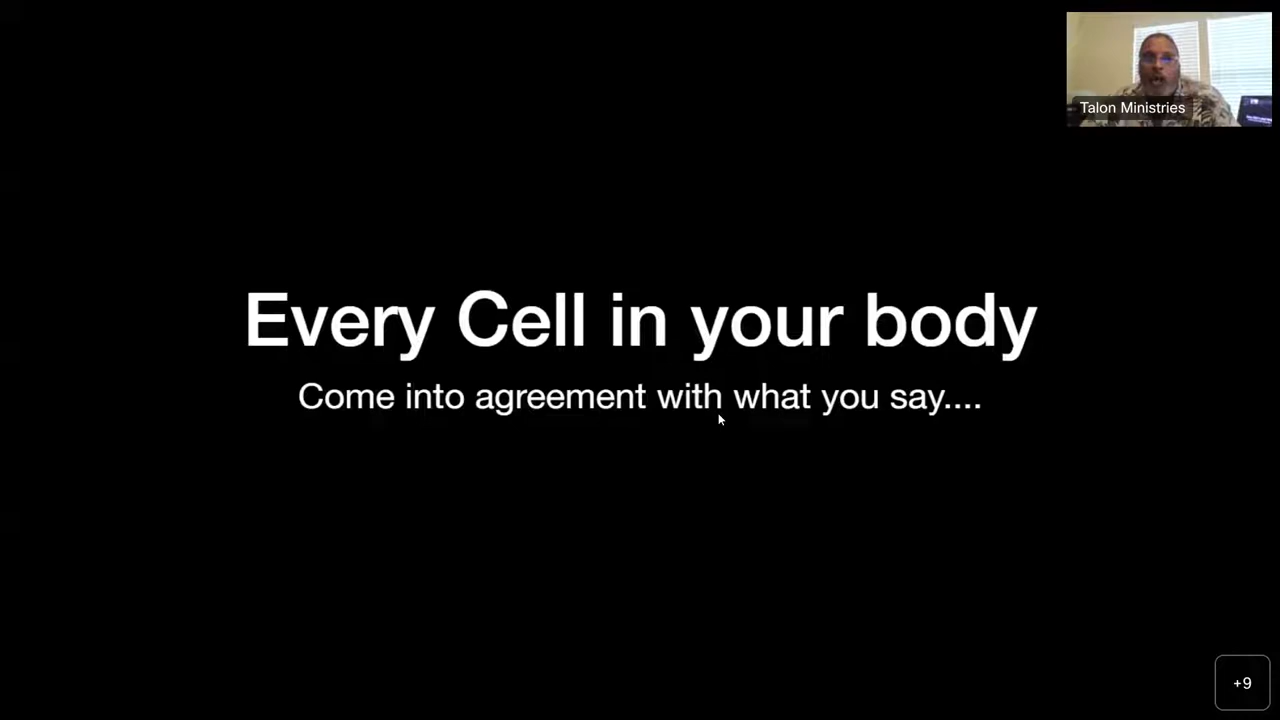 Talon Ministries
Every Cell in your body
Come into agreement with what you say....
+9